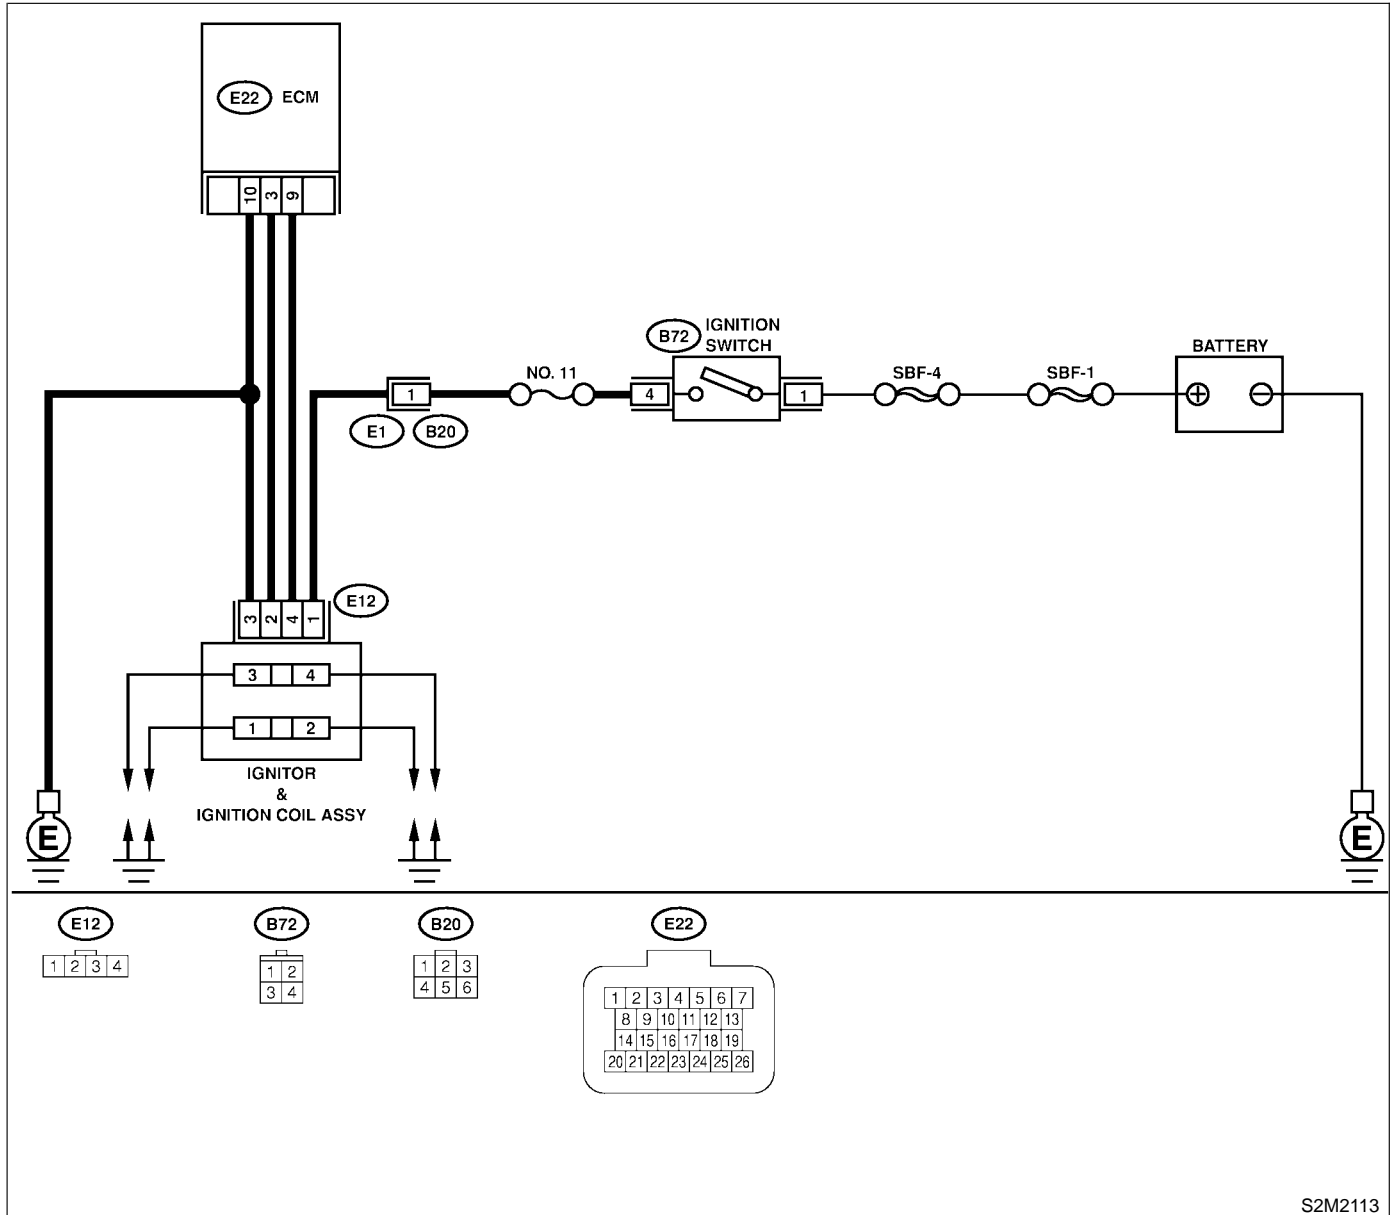 E22 ECM
10 3 9
B72 IGNITION
SWITCH
BATTERY
NO. 11
SBF-4
SBF-1
1
4
1
+ −
E1 B20
E12
3 2 4 1
3 4
1 2
IGNITOR
&
IGNITION COIL ASSY
E
E
E12
B72
B20
E22
1 2 3 4
1 2
3 4
1 2 3
4 5 6
1 2 3 4 5 6 7
8 9 10 11 12 13
14 15 16 17 18 19
20 21 22 23 24 25 26
S2M2113